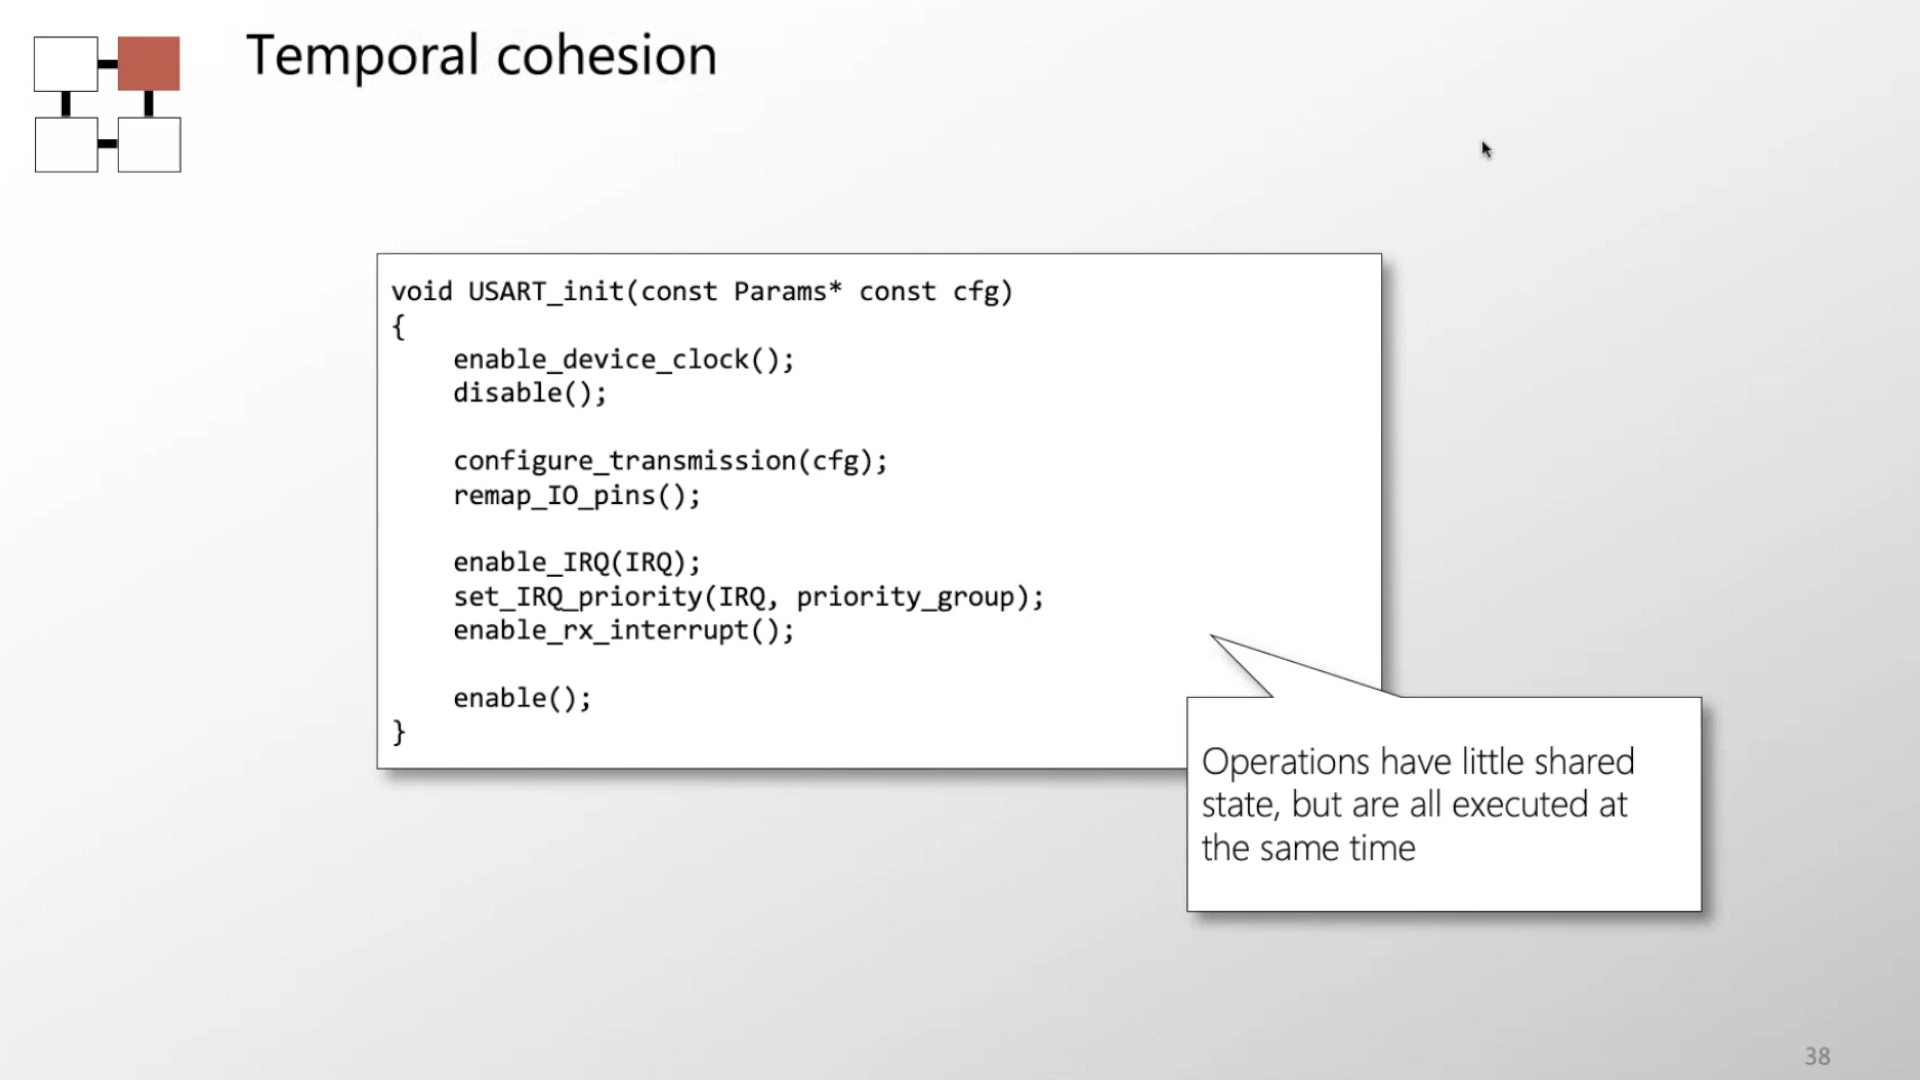 Temporal cohesion
void USART_init(const Params* const cfg)
{
    enable_device_clock();
    disable();
    configure_transmission(cfg);
    remap_IO_pins();
    enable_IRQ(IRQ);
    set_IRQ_priority(IRQ, priority_group);
    enable_rx_interrupt();
    enable();
}
Operations have little shared
state, but are all executed at
the same time
38